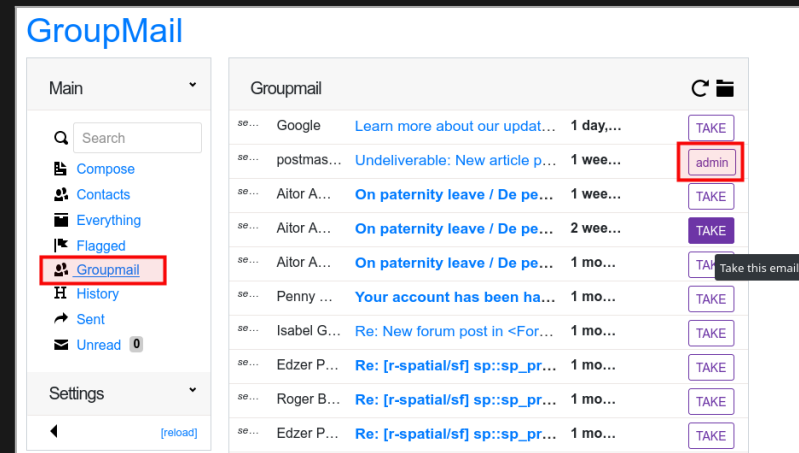 GroupMail
Main
Search
Compose
Contacts
Everything
Flagged
Groupmail
History
Sent
Unread 0
Settings
[reload]
Groupmail
se... Google Learn more about our updat... 1 day,... TAKE
se... postmas... Undeliverable: New article p... 1 wee... admin
se... Aitor A... On paternity leave / De pe... 1 wee... TAKE
se... Aitor A... On paternity leave / De pe... 2 wee... TAKE
se... Aitor A... On paternity leave / De pe... 1 mo... TAK
Take this email
se... Penny ... Your account has been ha... 1 mo... TAKE
se... Isabel G... Re: New forum post in <For... 1 mo... TAKE
se... Edzer P... Re: [r-spatial/sf] sp::sp_pr... 1 mo... TAKE
se... Roger B... Re: [r-spatial/sf] sp::sp_pr... 1 mo... TAKE
se... Edzer P... Re: [r-spatial/sf] sp::sp_pr... 1 mo... TAKE